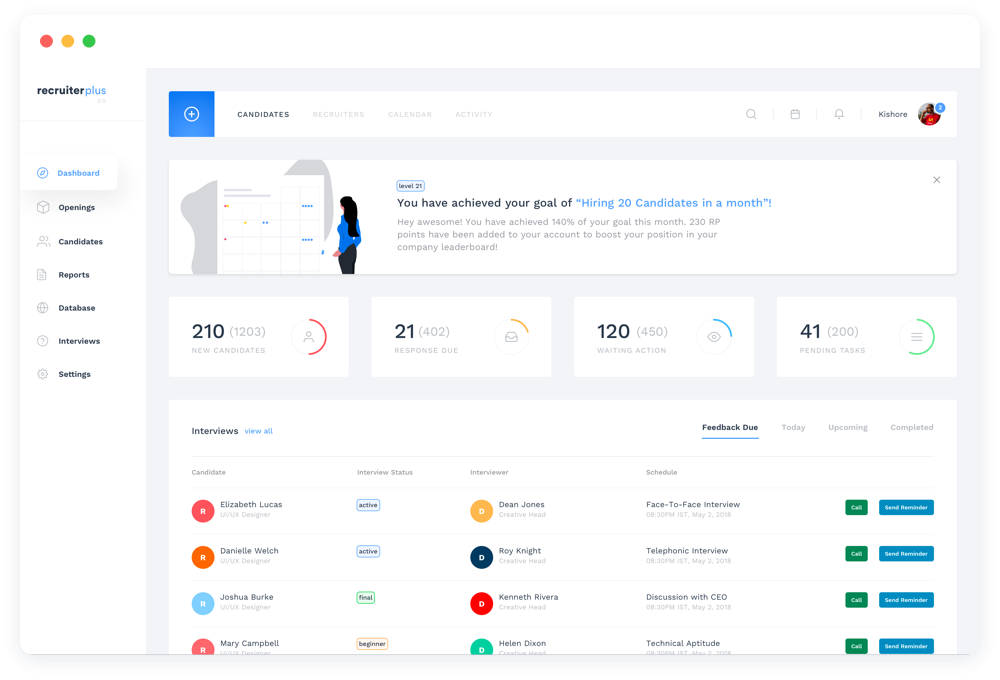 recruiterplus
2.0
CANDIDATES RECRUITERS CALENDAR ACTIVITY Kishore 2
Dashboard
Openings
Candidates
Reports
Database
Interviews
Settings
level 21
You have achieved your goal of “Hiring 20 Candidates in a month”!
Hey awesome! You have achieved 140% of your goal this month. 230 RP
points have been added to your account to boost your position in your
company leaderboard!
210 (1203)
NEW CANDIDATES
21 (402)
RESPONSE DUE
120 (450)
WAITING ACTION
41 (200)
PENDING TASKS
Interviews view all Feedback Due Today Upcoming Completed
Candidate Interview Status Interviewer Schedule
R Elizabeth Lucas active D Dean Jones Face-To-Face Interview Call Send Reminder
UI/UX Designer Creative Head 08:30PM IST, May 2, 2018
R Danielle Welch active D Roy Knight Telephonic Interview Call Send Reminder
UI/UX Designer Creative Head 08:30PM IST, May 2, 2018
R Joshua Burke final D Kenneth Rivera Discussion with CEO Call Send Reminder
UI/UX Designer Creative Head 08:30PM IST, May 2, 2018
R Mary Campbell beginner D Helen Dixon Technical Aptitude Call Send Reminder
UI/UX Designer Creative Head 08:30PM IST, May 2, 2018